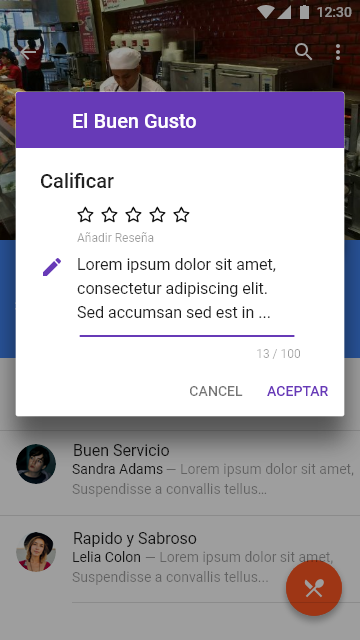 12:30
El Buen Gusto
Calificar
Añadir Reseña
Lorem ipsum dolor sit amet,
consectetur adipiscing elit.
Sed accumsan sed est in ...
13 / 100
CANCEL ACEPTAR
Buen Servicio
Sandra Adams — Lorem ipsum dolor sit amet,
Suspendisse a convallis tellus...
Rapido y Sabroso
Lelia Colon — Lorem ipsum dolor sit amet,
Suspendisse a convallis tellus...